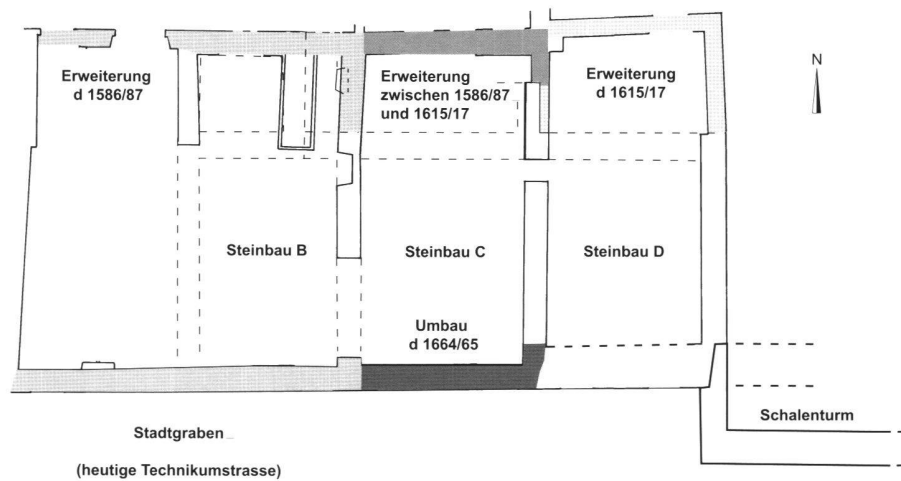 N
Erweiterung
d 1586/87
Erweiterung
zwischen 1586/87
und 1615/17
Erweiterung
d 1615/17
Steinbau B
Steinbau C
Steinbau D
Umbau
d 1664/65
Schalenturm
Stadtgraben
(heutige Technikumstrasse)